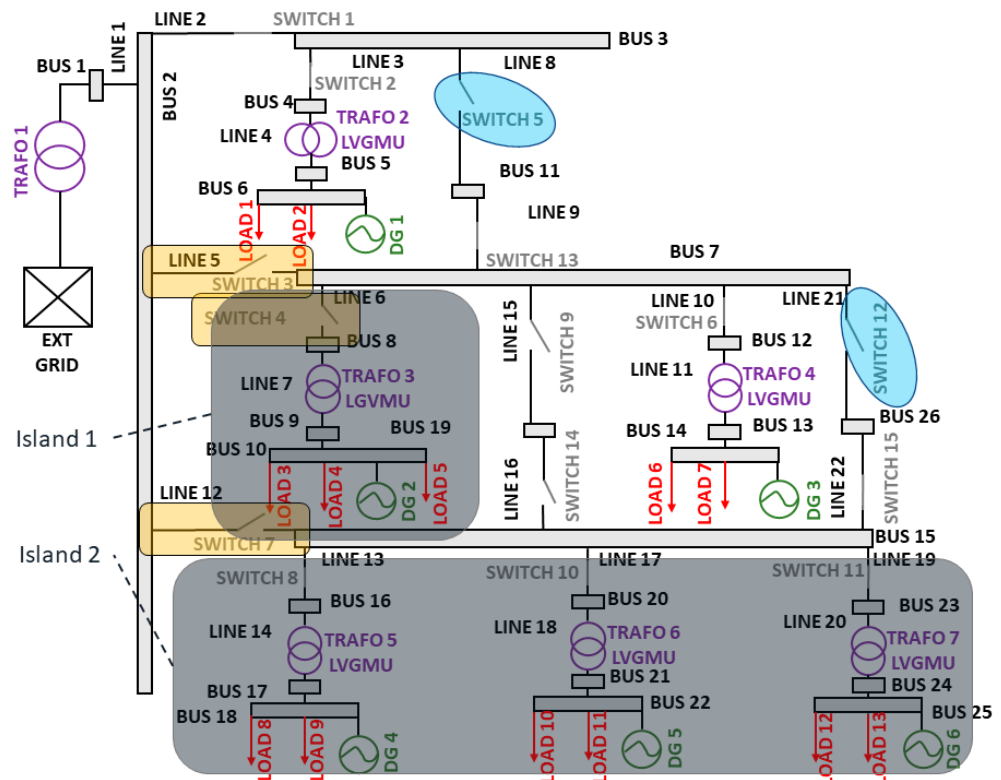 LINE 1
LINE 2
SWITCH 1
BUS 3
BUS 1
BUS 2
LINE 3
LINE 8
SWITCH 2
BUS 4
TRAFO 2
LINE 4
LVGMU
SWITCH 5
TRAFO 1
BUS 5
BUS 11
BUS 6
LOAD 1
LOAD 2
DG 1
LINE 9
LINE 5
SWITCH 3
SWITCH 13
BUS 7
EXT
GRID
LINE 6
SWITCH 4
LINE 15
SWITCH 9
LINE 10
SWITCH 6
LINE 21
SWITCH 12
BUS 8
BUS 12
LINE 7
TRAFO 3
LGVMU
LINE 11
TRAFO 4
LVGMU
Island 1
BUS 9
BUS 19
BUS 10
BUS 14
BUS 13
BUS 26
LOAD 3
LOAD 4
DG 2
LOAD 5
LINE 16
SWITCH 14
LOAD 6
LOAD 7
DG 3
LINE 22
SWITCH 15
LINE 12
SWITCH 7
BUS 15
Island 2
LINE 13
SWITCH 8
LINE 17
SWITCH 10
LINE 19
SWITCH 11
BUS 16
BUS 20
BUS 23
LINE 14
TRAFO 5
LVGMU
LINE 18
TRAFO 6
LVGMU
LINE 20
TRAFO 7
LVGMU
BUS 17
BUS 21
BUS 24
BUS 18
BUS 22
BUS 25
LOAD 8
LOAD 9
DG 4
LOAD 10
LOAD 11
DG 5
LOAD 12
LOAD 13
DG 6